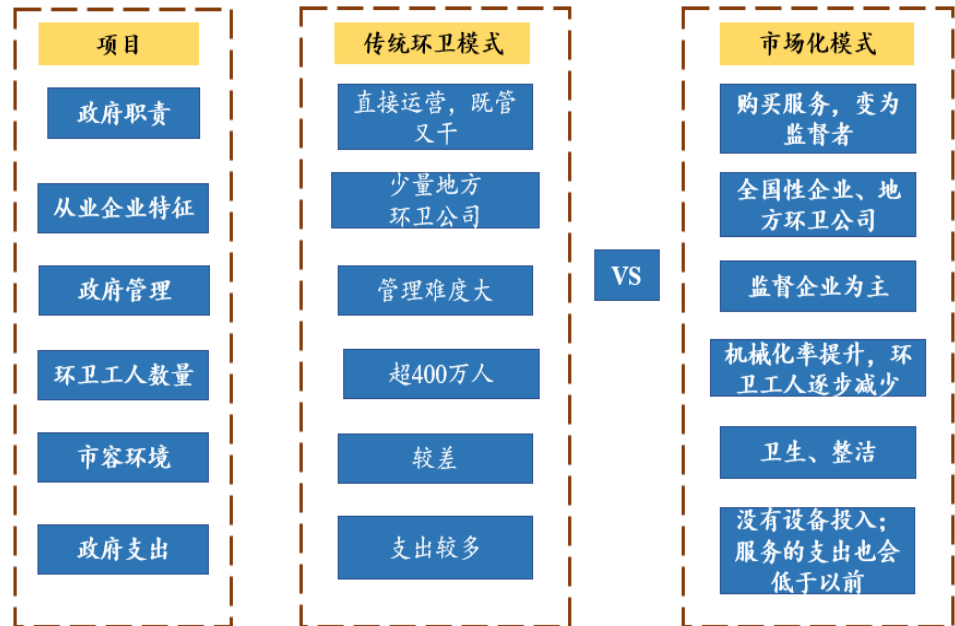 项目
政府职责
从业企业特征
政府管理
环卫工人数量
市容环境
政府支出
传统环卫模式
直接运营，既管
又干
少量地方
环卫公司
管理难度大
超400万人
较差
支出较多
VS
市场化模式
购买服务，变为
监督者
全国性企业、地
方环卫公司
监督企业为主
机械化率提升，环
卫工人逐步减少
卫生、整洁
没有设备投入；
服务的支出也会
低于以前